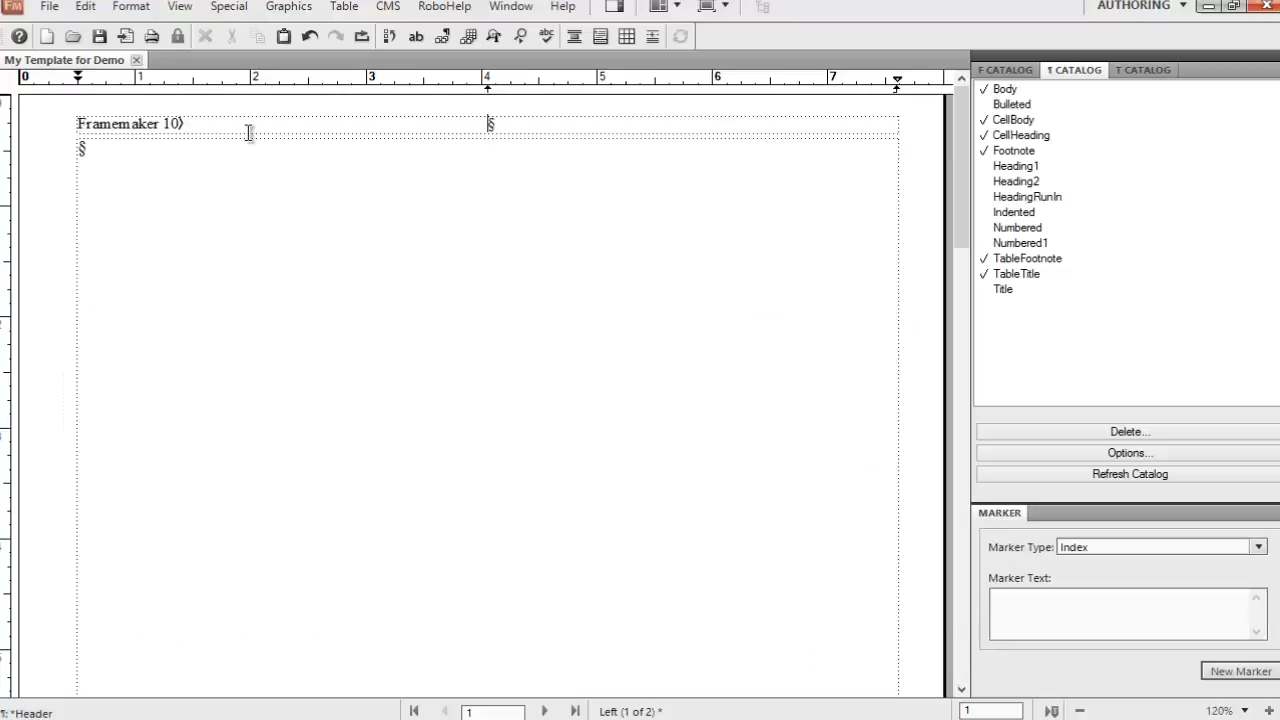 Fm File Edit Format View Special Graphics Table CMS RoboHelp Window Help AUTHORING
My Template for Demo
0 1 2 3 4 5 6 7
Framemaker 10⟩ §
§
F CATALOG ¶ CATALOG T CATALOG
✓ Body
Bulleted
✓ CellBody
✓ CellHeading
✓ Footnote
Heading1
Heading2
HeadingRunIn
Indented
Numbered
Numbered1
✓ TableFootnote
✓ TableTitle
Title
Delete...
Options...
Refresh Catalog
MARKER
Marker Type: Index
Marker Text:
New Marker
¶: *Header 1 Left (1 of 2) * 1 120%